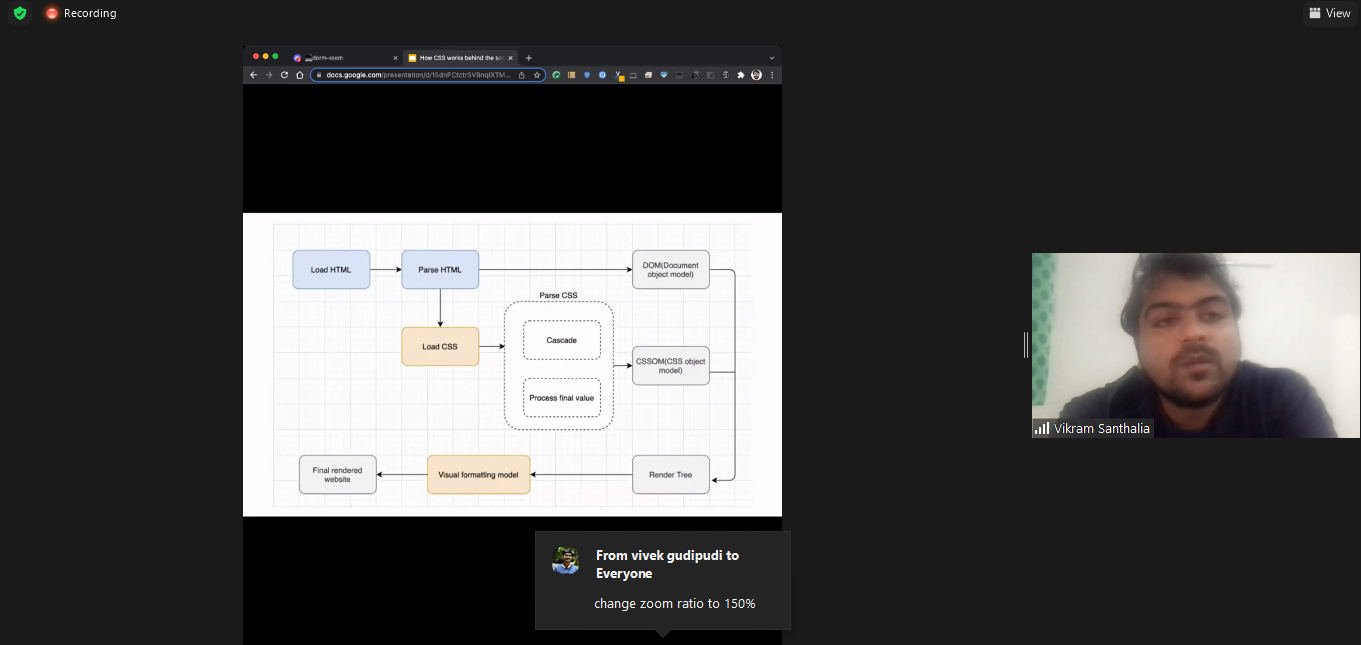 Recording
View
dorm-room
How CSS works behind the sc
docs.google.com/presentation/d/
Load HTML
Parse HTML
DOM(Document
object model)
Parse CSS
Load CSS
Cascade
CSSOM(CSS object
model)
Process final value
Final rendered
website
Visual formatting model
Render Tree
Vikram Santhalia
From vivek gudipudi to
Everyone
change zoom ratio to 150%